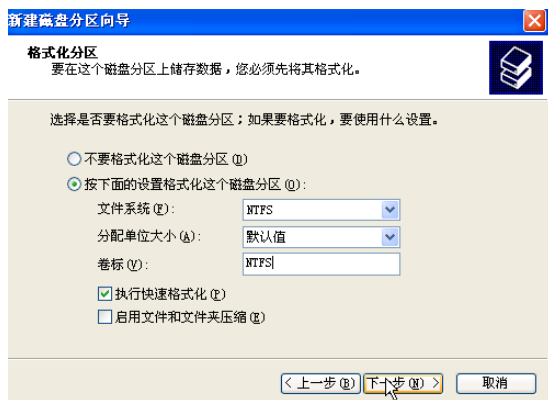 新建磁盘分区向导
格式化分区
要在这个磁盘分区上储存数据，您必须先将其格式化。
选择是否要格式化这个磁盘分区；如果要格式化，要使用什么设置。
不要格式化这个磁盘分区(D)
按下面的设置格式化这个磁盘分区(O):
文件系统(F): NTFS
分配单位大小(A): 默认值
卷标(V): NTFS
执行快速格式化(P)
启用文件和文件夹压缩(E)
<上一步(B) 下一步(N)> 取消